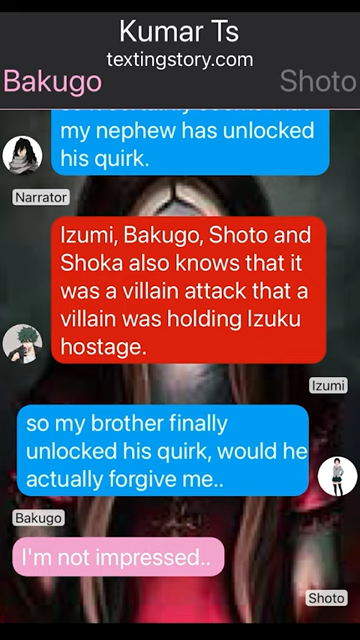 Kumar Ts
textingstory.com
Bakugo
Shoto
my nephew has unlocked
his quirk.
Narrator
Izumi, Bakugo, Shoto and
Shoka also knows that it
was a villain attack that a
villain was holding Izuku
hostage.
Izumi
so my brother finally
unlocked his quirk, would he
actually forgive me..
Bakugo
I'm not impressed..
Shoto